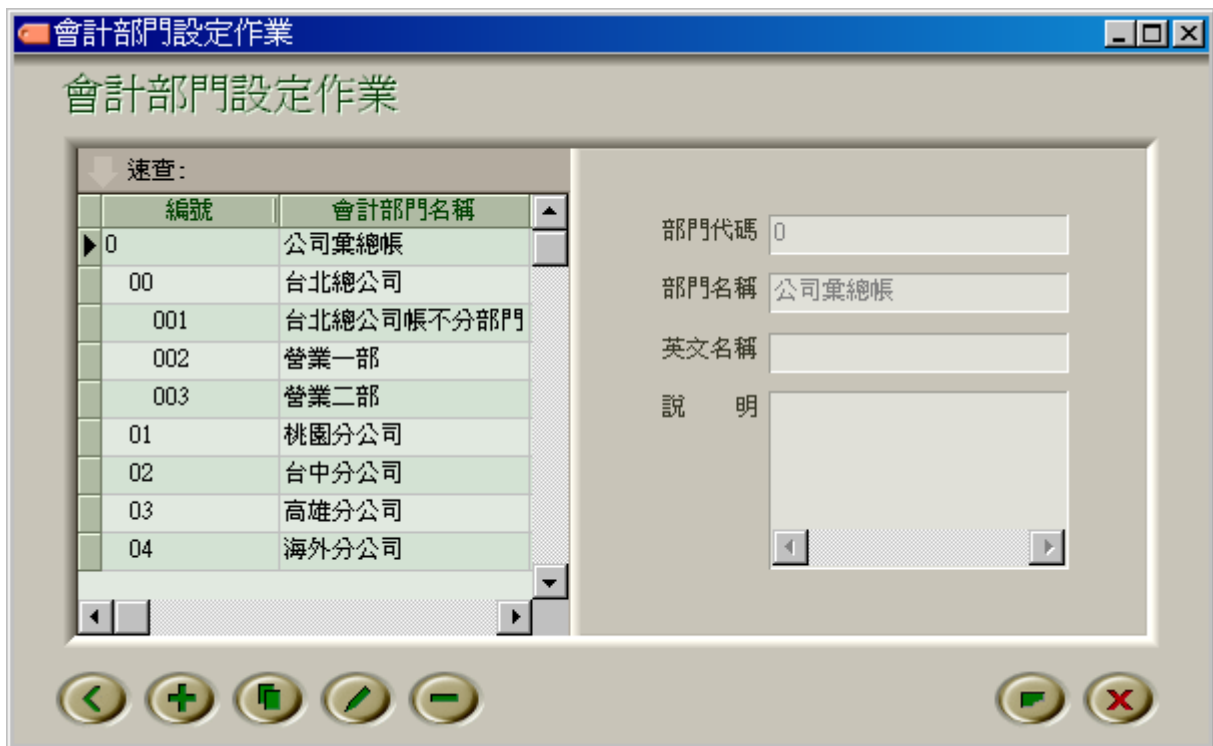 會計部門設定作業
會計部門設定作業
速查:
編號 會計部門名稱
0 公司彙總帳
00 台北總公司
001 台北總公司帳不分部門
002 營業一部
003 營業二部
01 桃園分公司
02 台中分公司
03 高雄分公司
04 海外分公司
部門代碼 0
部門名稱 公司彙總帳
英文名稱
說 明